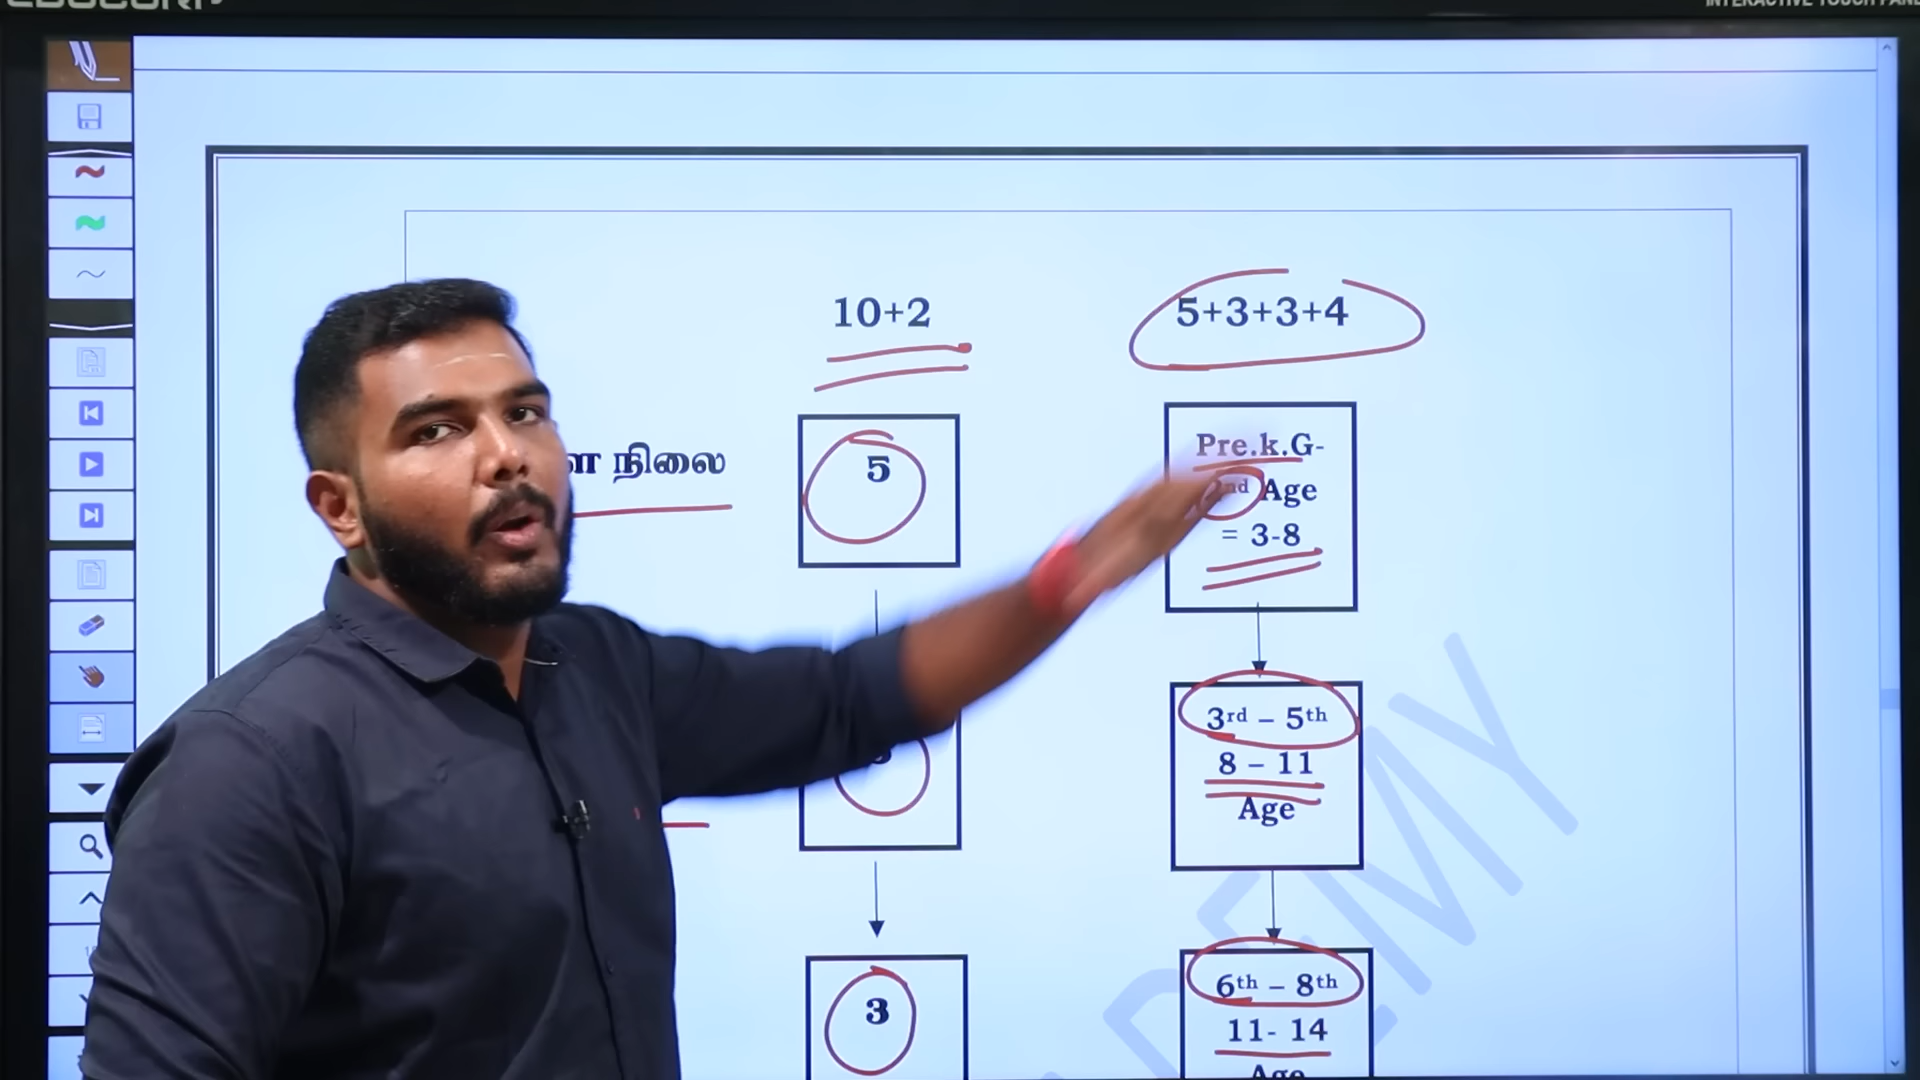 10+2
5+3+3+4
நிலை
5
Pre.k.G-
Age
= 3-8
3rd – 5th
8 – 11
Age
3
6th – 8th
11- 14
Age